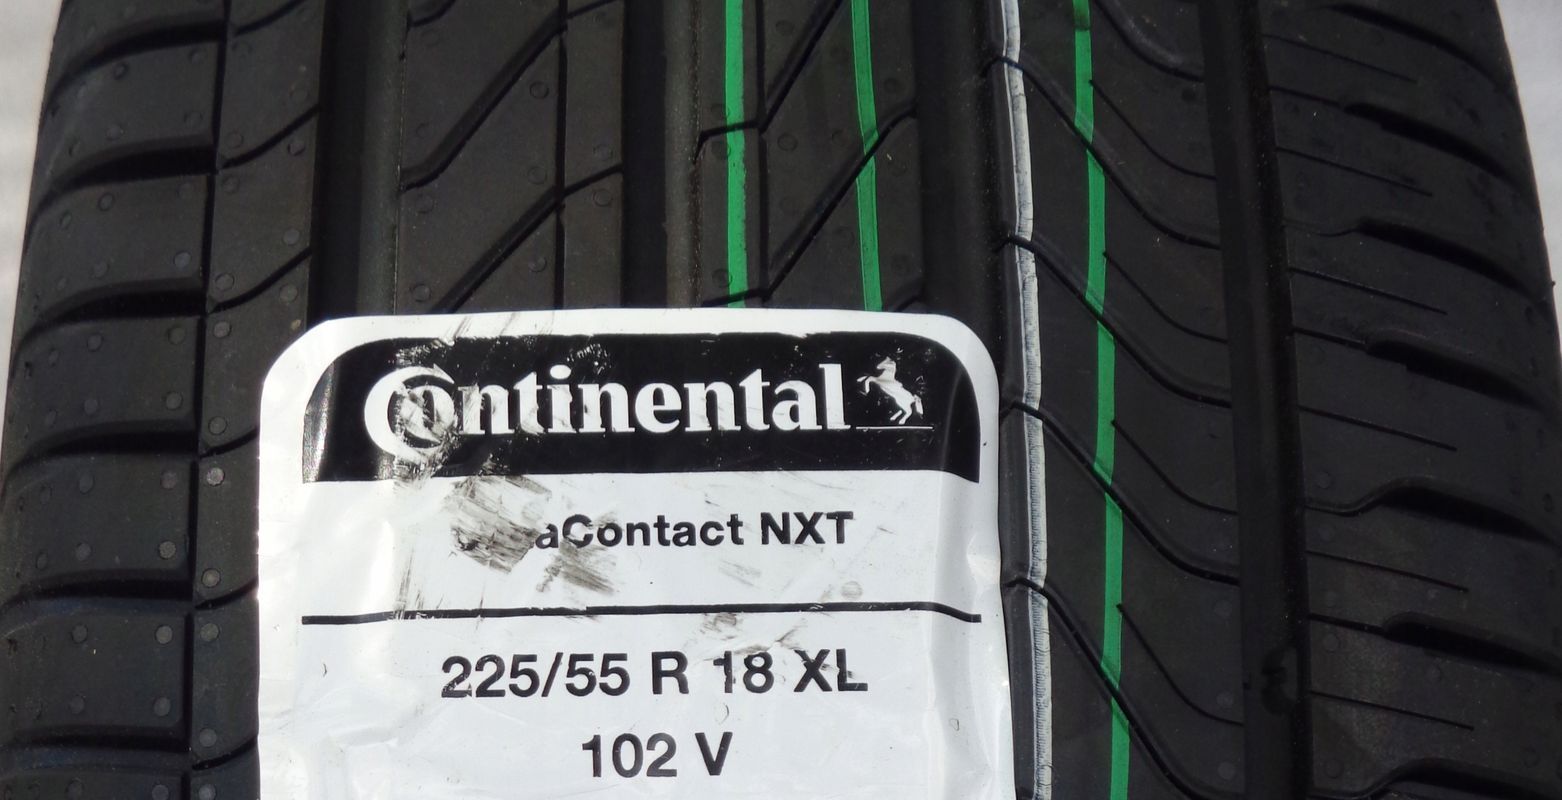 Continental
aContact NXT
225/55 R 18 XL
102 V